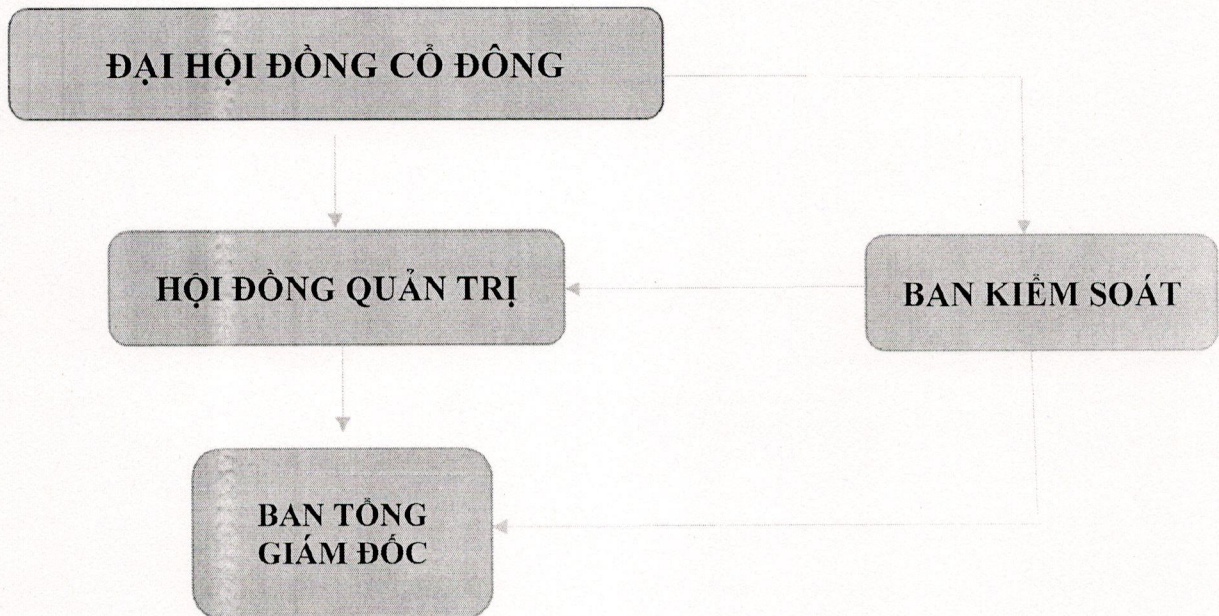 ĐẠI HỘI ĐỒNG CỔ ĐÔNG
HỘI ĐỒNG QUẢN TRỊ
BAN KIỂM SOÁT
BAN TỔNG
GIÁM ĐỐC